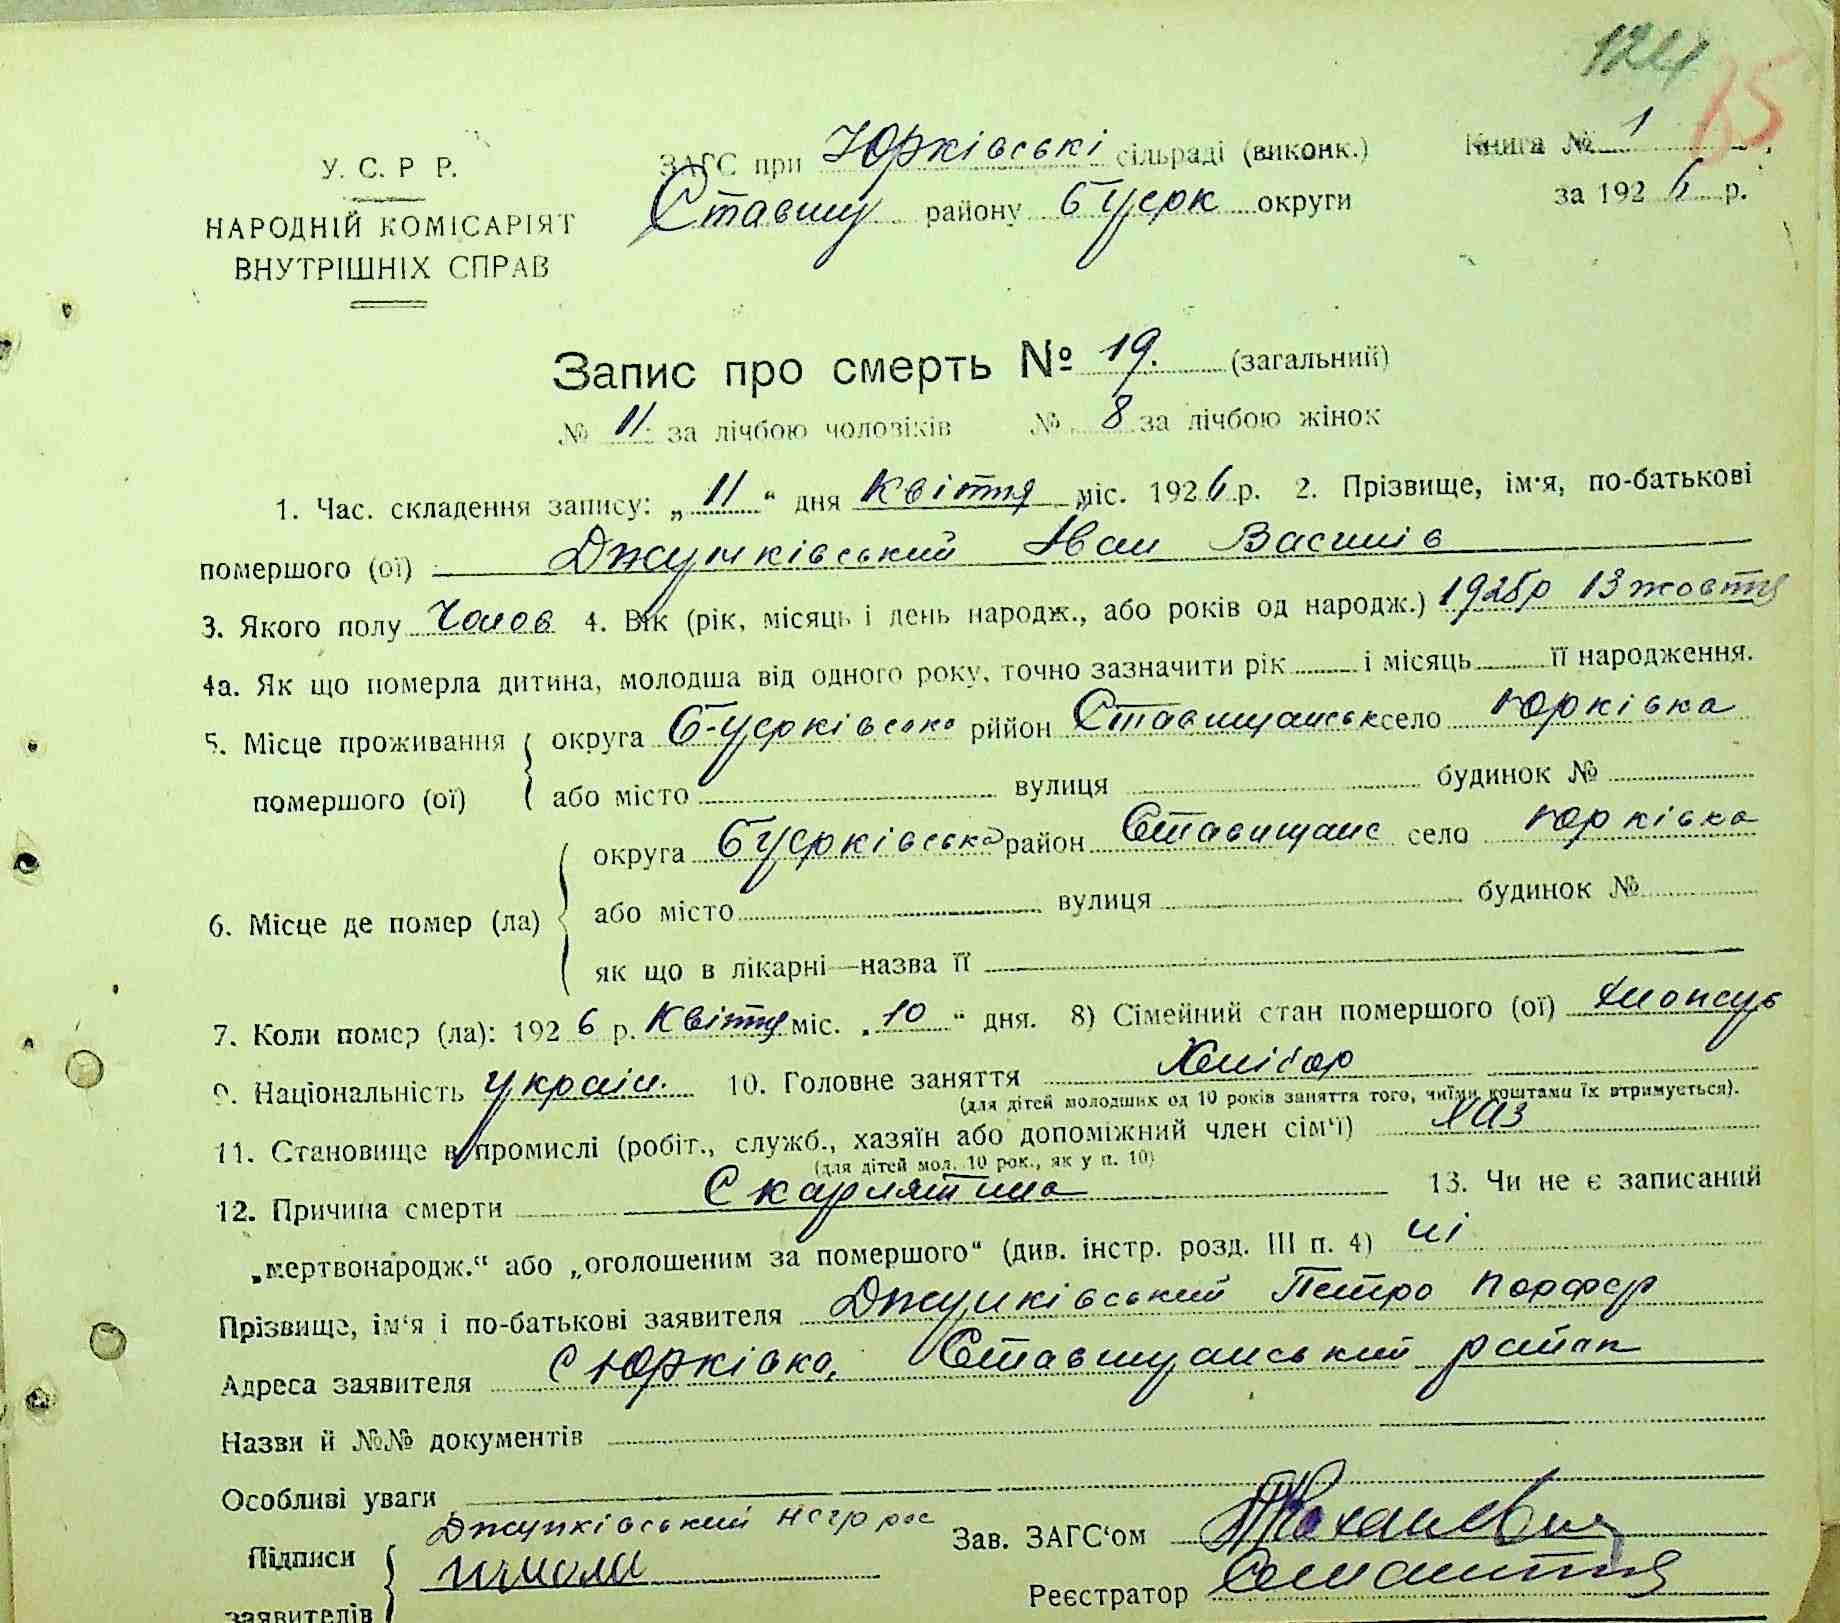 124 15
У. С. Р Р.
НАРОДНІЙ КОМІСАРІЯТ
ВНУТРІШНІХ СПРАВ
ЗАГС при Юрківські сільраді (виконк.) Книга № 1
Ставищ району Бцерк округи за 1926 р.
Запис про смерть № 19. (загальний)
№ 11. за лічбою чоловіків № 8 за лічбою жінок
1. Час. складення запису: „11“ дня Квітня міс. 1926 р. 2. Прізвище, ім'я, по-батькові
помершого (ої) Джунківський Іван Василів
3. Якого полу Чолов 4. Вік (рік, місяць і день народж., або років од народж.) 1925р 13 жовтня
4а. Як що померла дитина, молодша від одного року, точно зазначити рік і місяць її народження.
5. Місце проживання помершого (ої) округа Б-церківсько рийон Ставищанськ село Юрківка
або місто вулиця будинок №
6. Місце де помер (ла) округа Бцерківська район Ставищанс село Юрківка
або місто вулиця будинок №
як що в лікарні—назва її
7. Коли помер (ла): 1926 р. Квітня міс. „10“ дня. 8) Сімейний стан помершого (ої)
9. Національність україн. 10. Головне заняття Хлібор
(для дітей молодших од 10 років заняття того, чиїми коштами їх втримується).
11. Становище в промислі (робіт., служб., хазяїн або допоміжний член сім'ї) хаз
(для дітей мол. 10 рок., як у п. 10)
12. Причина смерти Скарлятина 13. Чи не є записаний
„мертвонародж.“ або „оголошеним за помершого“ (див. інстр. розд. III п. 4) ні
Прізвище, ім'я і по-батькові заявителя Джунківський Петро Порфер
Адреса заявителя с Юрківка, Ставищанський район
Назви й №№ документів
Особливі уваги
Підписи заявителів Джунківський
Зав. ЗАГС'ом
Реєстратор